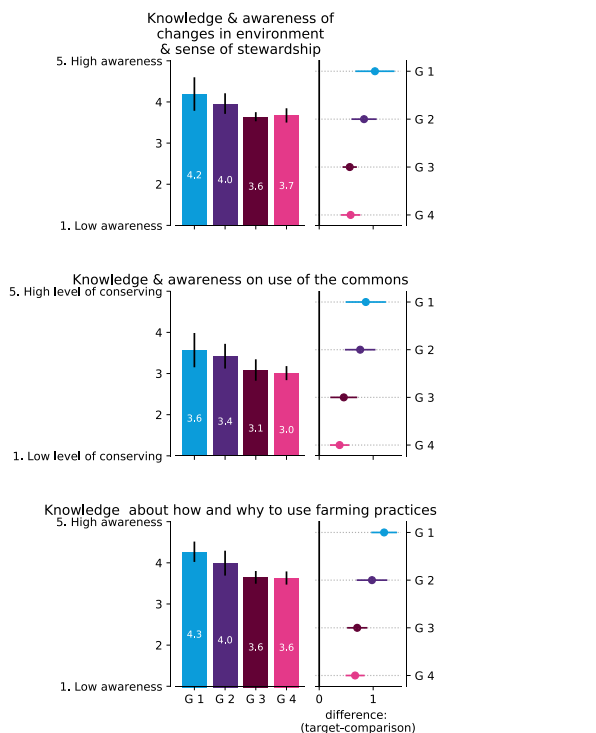 Knowledge & awareness of
changes in environment
& sense of stewardship
5. High awareness
4
3
2
1. Low awareness
4.2
4.0
3.6
3.7
G 1
G 2
G 3
G 4
Knowledge & awareness on use of the commons
5. High level of conserving
4
3
2
1. Low level of conserving
3.6
3.4
3.1
3.0
G 1
G 2
G 3
G 4
Knowledge  about how and why to use farming practices
5. High awareness
4
3
2
1. Low awareness
4.3
4.0
3.6
3.6
G 1
G 2
G 3
G 4
G 1 G 2 G 3 G 4
0 1
difference:
(target-comparison)